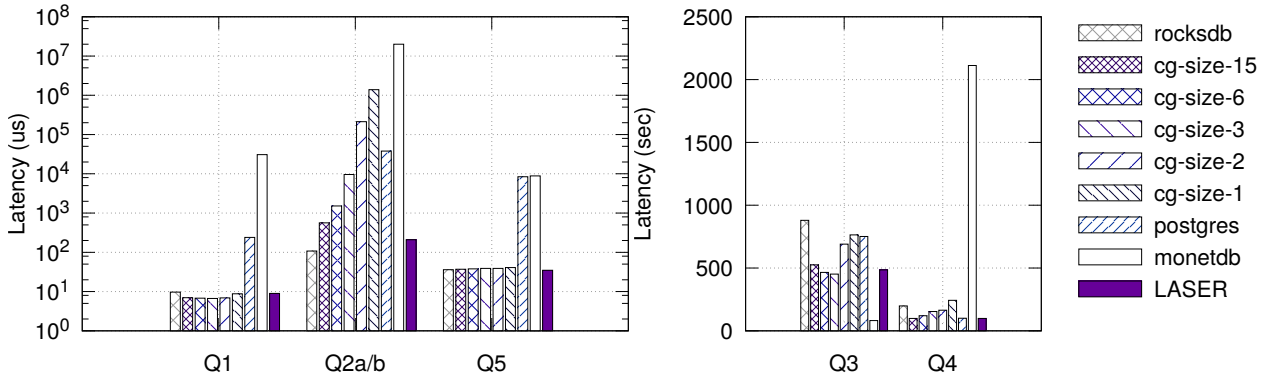 Latency (us)
10^8
10^7
10^6
10^5
10^4
10^3
10^2
10^1
10^0
Q1
Q2a/b
Q5
Latency (sec)
2500
2000
1500
1000
500
0
Q3
Q4
rocksdb
cg-size-15
cg-size-6
cg-size-3
cg-size-2
cg-size-1
postgres
monetdb
LASER